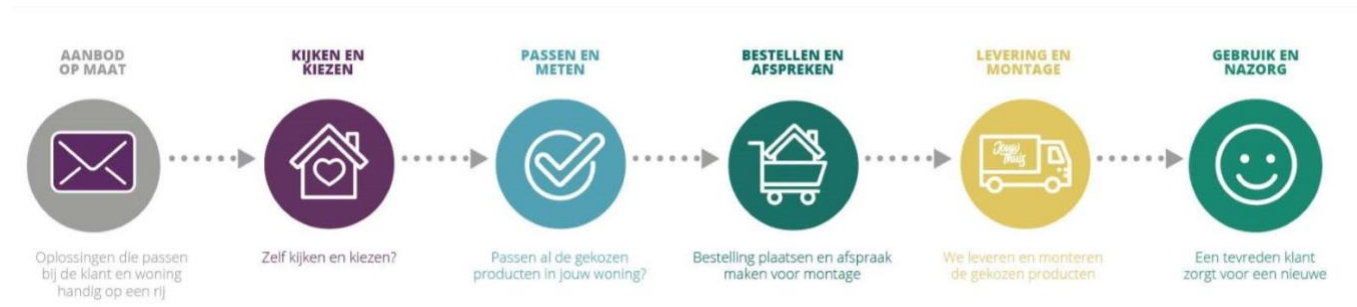 AANBOD
OP MAAT
Oplossingen die passen
bij de klant en woning
handig op een rij
KIJKEN EN
KIEZEN
Zelf kijken en kiezen?
PASSEN EN
METEN
Passen al de gekozen
producten in jouw woning?
BESTELLEN EN
AFSPREKEN
Bestelling plaatsen en afspraak
maken voor montage
LEVERING EN
MONTAGE
Jouw
Thuis
We leveren en monteren
de gekozen producten
GEBRUIK EN
NAZORG
Een tevreden klant
zorgt voor een nieuwe